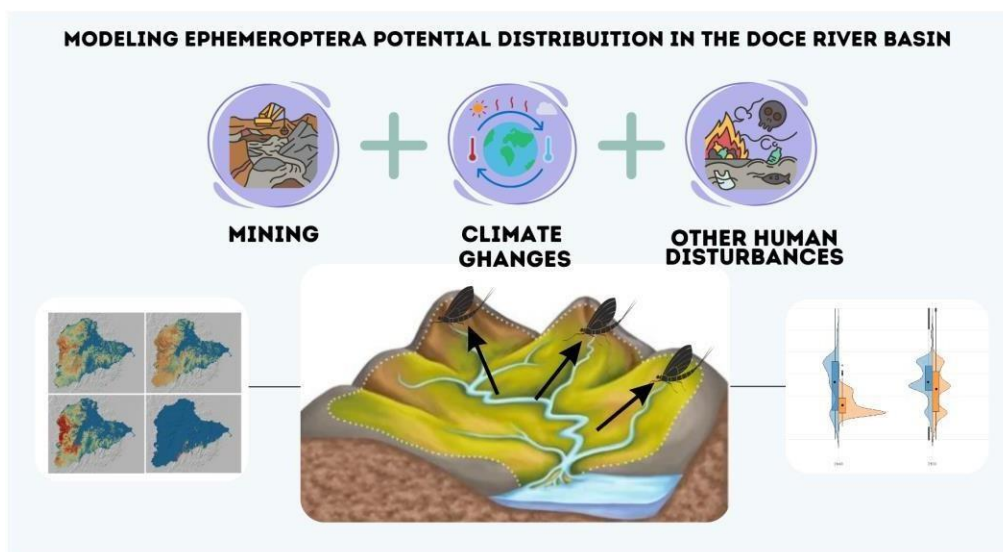 MODELING EPHEMEROPTERA POTENTIAL DISTRIBUITION IN THE DOCE RIVER BASIN
MINING
CLIMATE
GHANGES
OTHER HUMAN
DISTURBANCES